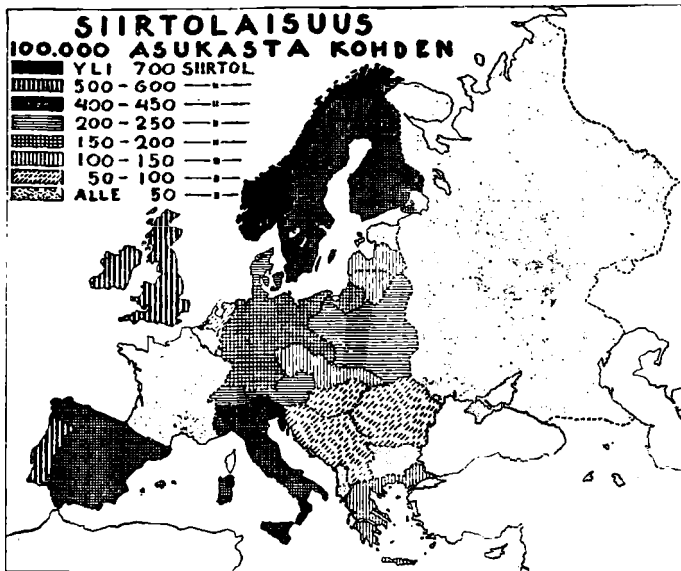 SIIRTOLAISUUS
100.000 ASUKASTA KOHDEN
YLI 700 SIIRTOL.
500-600 —"—
400-450 —"—
200-250 —"—
150-200 —"—
100-150 —"—
50-100 —"—
ALLE 50 —"—